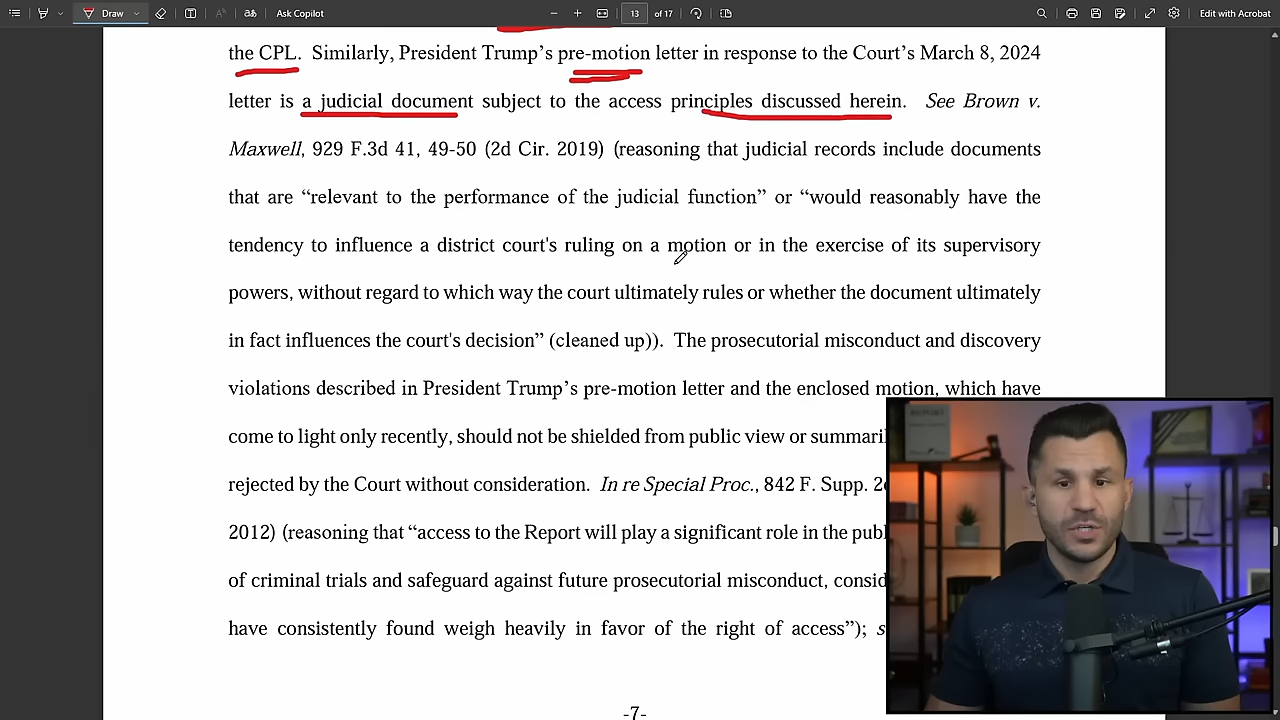 Draw
Ask Copilot
13 of 17
Edit with Acrobat
the CPL. Similarly, President Trump’s pre-motion letter in response to the Court’s March 8, 2024
letter is a judicial document subject to the access principles discussed herein. See Brown v.
Maxwell, 929 F.3d 41, 49-50 (2d Cir. 2019) (reasoning that judicial records include documents
that are “relevant to the performance of the judicial function” or “would reasonably have the
tendency to influence a district court's ruling on a motion or in the exercise of its supervisory
powers, without regard to which way the court ultimately rules or whether the document ultimately
in fact influences the court's decision” (cleaned up)). The prosecutorial misconduct and discovery
violations described in President Trump’s pre-motion letter and the enclosed motion, which have
come to light only recently, should not be shielded from public view or
rejected by the Court without consideration. In re Special Proc., 842 F. Supp.
2012) (reasoning that “access to the Report will play a significant role in the
of criminal trials and safeguard against future prosecutorial misconduct,
have consistently found weigh heavily in favor of the right of access”);
-7-